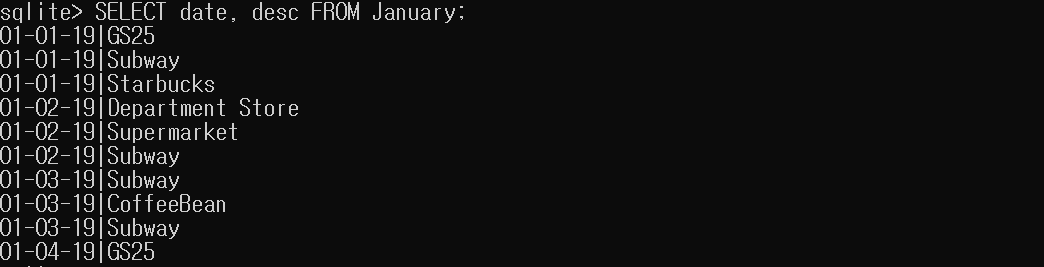 sqlite> SELECT date, desc FROM January;
01-01-19|GS25
01-01-19|Subway
01-01-19|Starbucks
01-02-19|Department Store
01-02-19|Supermarket
01-02-19|Subway
01-03-19|Subway
01-03-19|CoffeeBean
01-03-19|Subway
01-04-19|GS25